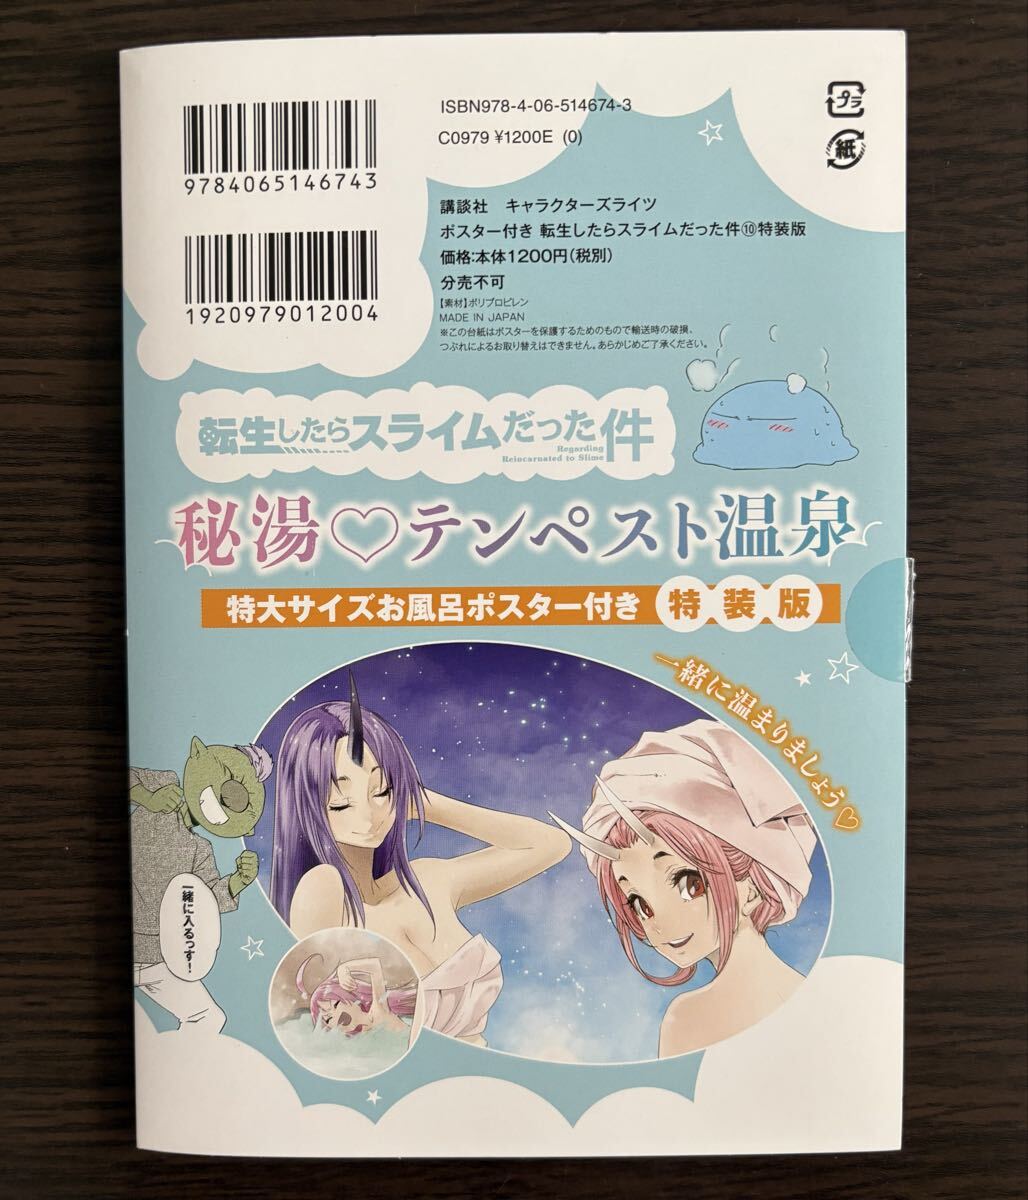 9784065146743
1920979012004
ISBN978-4-06-514674-3
C0979 ¥1200E (0)
プラ
紙
講談社 キャラクターズライツ
ポスター付き 転生したらスライムだった件⑩特装版
価格:本体1200円(税別)
分売不可
【素材】ポリプロピレン
MADE IN JAPAN
※この台紙はポスターを保護するためのもので輸送時の破損、
つぶれによるお取り替えはできません。あらかじめご了承ください。
転生したらスライムだった件
Regarding
Reincarnated to Slime
秘湯♡テンペスト温泉
特大サイズお風呂ポスター付き 特装版
一緒に温まりましょう♡
一緒に入るっす!